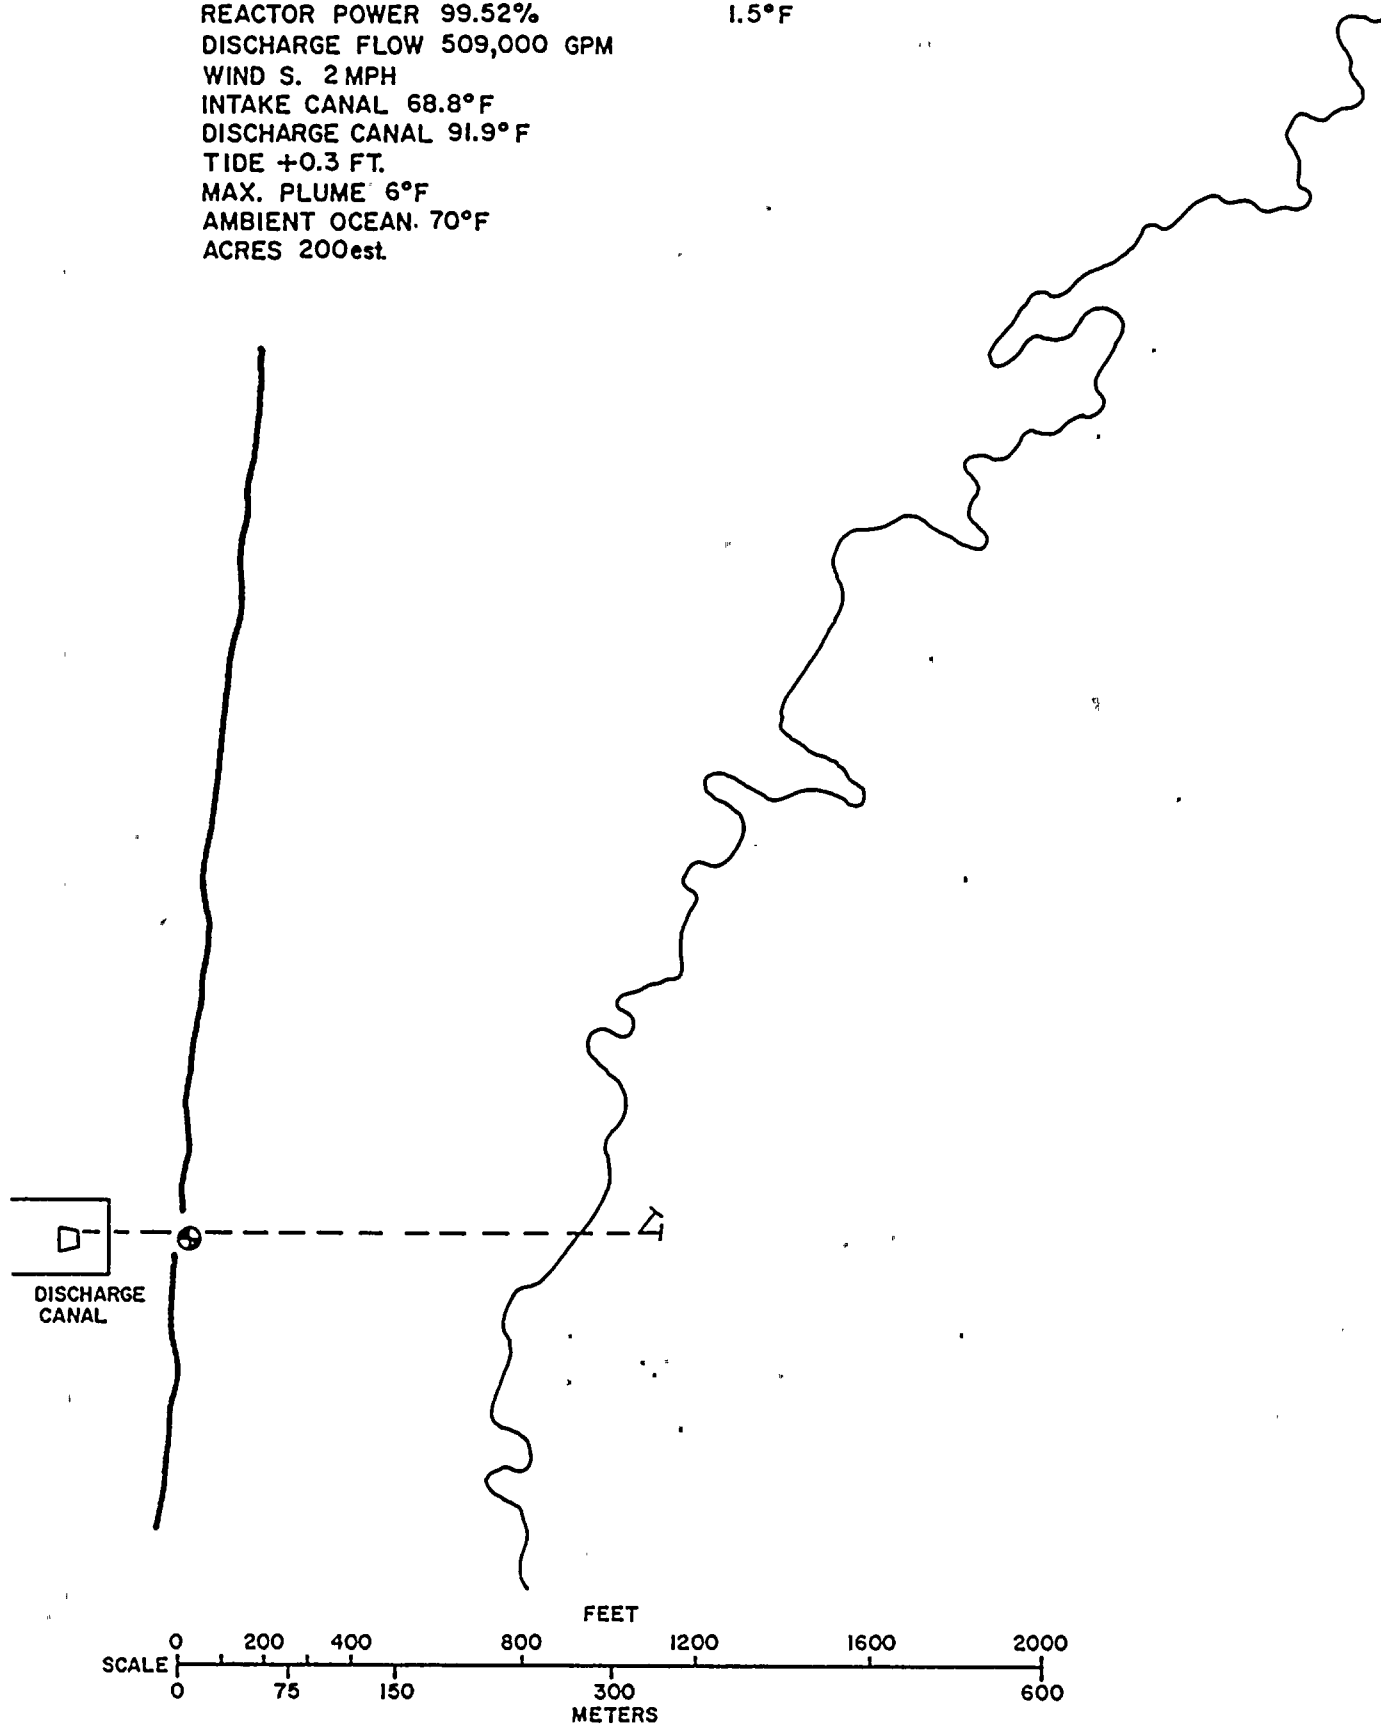 REACTOR POWER 99.52%
1.5°F
DISCHARGE FLOW 509,000 GPM
WIND S. 2 MPH
INTAKE CANAL 68.8°F
DISCHARGE CANAL 91.9°F
TIDE +0.3 FT.
MAX. PLUME 6°F
AMBIENT OCEAN. 70°F
ACRES 200 est.
DISCHARGE
CANAL
FEET
0 200 400 800 1200 1600 2000
SCALE
0 75 150 300 600
METERS